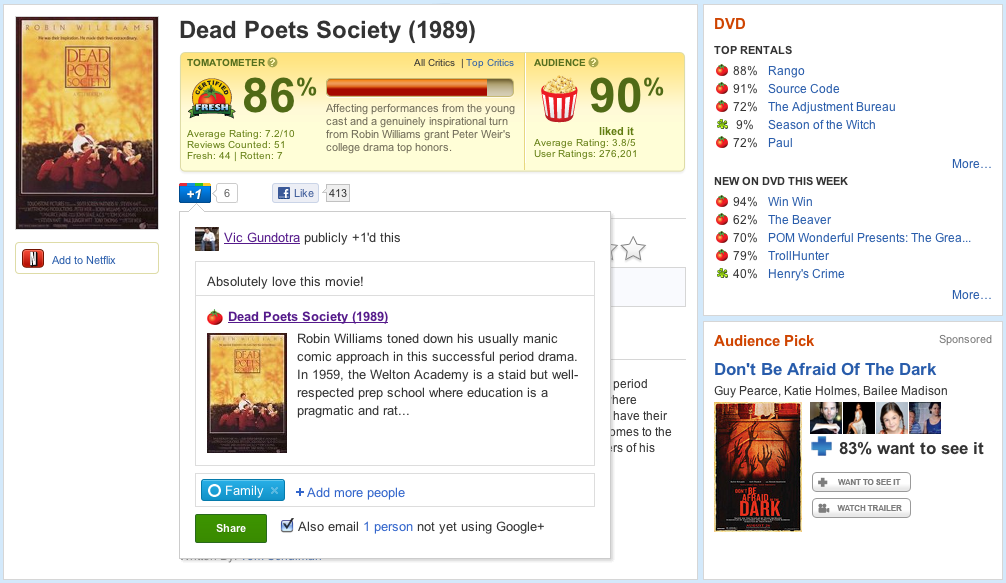 ROBIN WILLIAMS
DEAD
POETS
SOCIETY
Dead Poets Society (1989)
TOMATOMETER ?
All Critics | Top Critics
CERTIFIED
FRESH
86%
Affecting performances from the young
cast and a genuinely inspirational turn
from Robin Williams grant Peter Weir's
college drama top honors.
Average Rating: 7.2/10
Reviews Counted: 51
Fresh: 44 | Rotten: 7
AUDIENCE ?
90%
liked it
Average Rating: 3.8/5
User Ratings: 276,201
+1
6
Like
413
N
Add to Netflix
Vic Gundotra publicly +1'd this
Absolutely love this movie!
Dead Poets Society (1989)
Robin Williams toned down his usually manic
comic approach in this successful period drama.
In 1959, the Welton Academy is a staid but well-
respected prep school where education is a
pragmatic and rat...
DEAD
POETS
SOCIETY
Family ×
+ Add more people
Share
Also email 1 person not yet using Google+
period
here
have their
omes to the
rs of his
DVD
TOP RENTALS
88% Rango
91% Source Code
72% The Adjustment Bureau
9% Season of the Witch
72% Paul
More...
NEW ON DVD THIS WEEK
94% Win Win
62% The Beaver
70% POM Wonderful Presents: The Grea...
79% TrollHunter
40% Henry's Crime
More...
Audience Pick
Sponsored
Don't Be Afraid Of The Dark
Guy Pearce, Katie Holmes, Bailee Madison
83% want to see it
WANT TO SEE IT
WATCH TRAILER
DON'T BE
AFRAID
OF THE
DARK